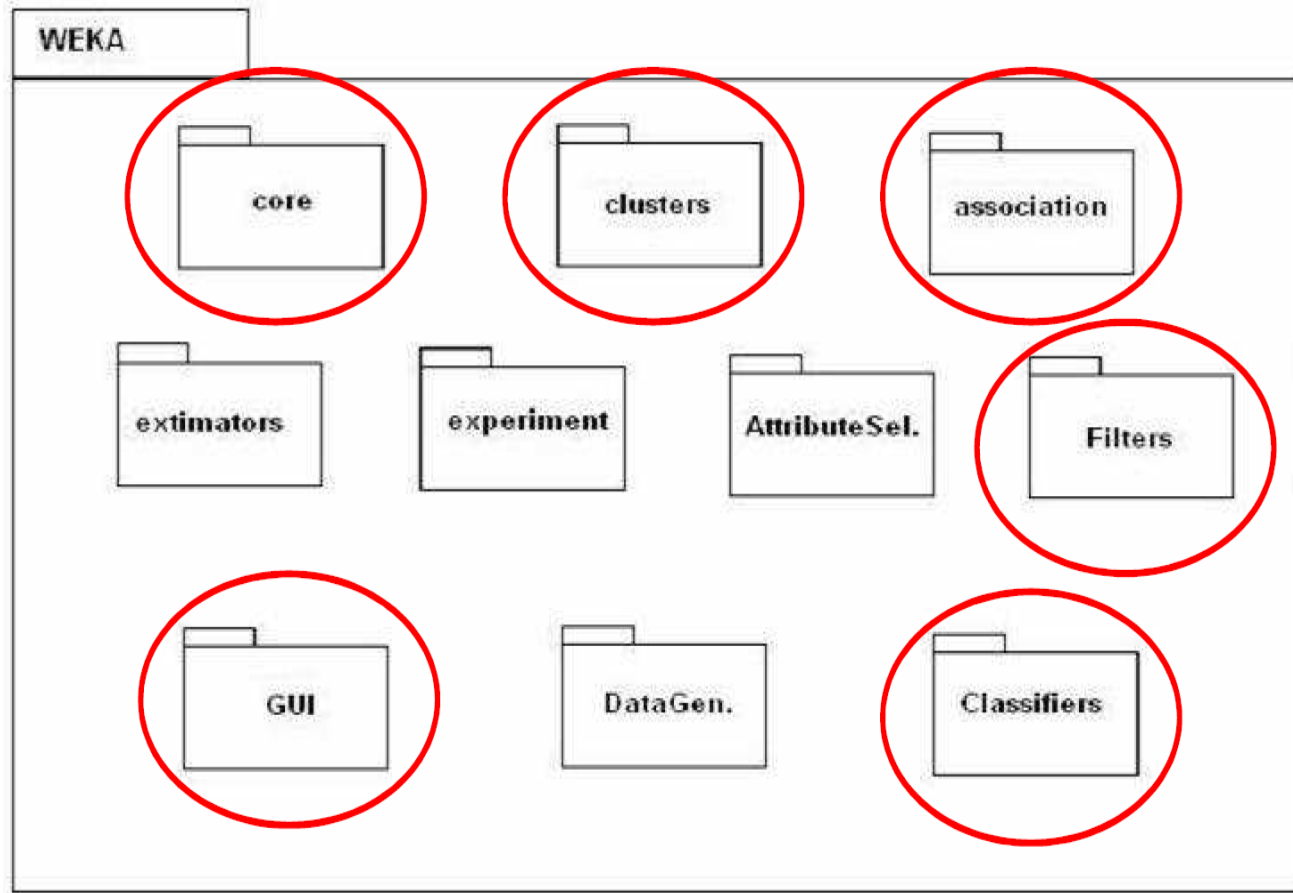 WEKA
core
clusters
association
extimators
experiment
AttributeSel.
Filters
GUI
DataGen.
Classifiers